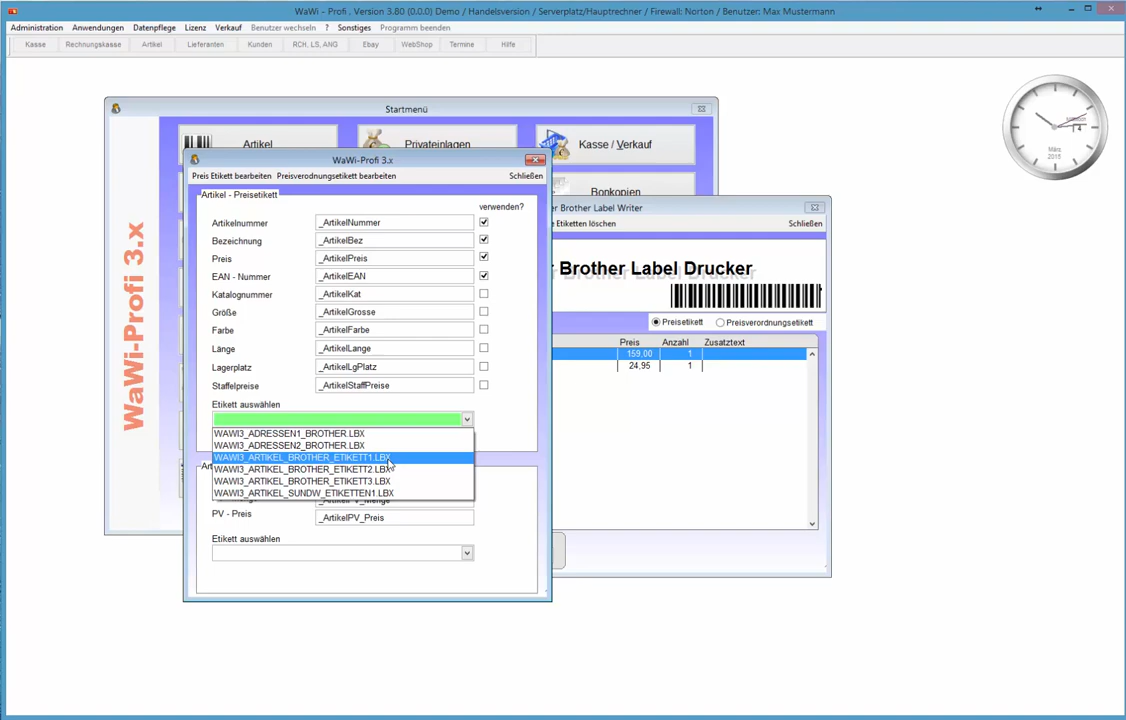 WaWi - Profi , Version 3.80 (0.0.0) Demo / Handelsversion / Serverplatz/Hauptrechner / Firewall: Norton / Benutzer: Max Mustermann
Administration Anwendungen Datenpflege Lizenz Verkauf Benutzer wechseln ? Sonstiges Programm beenden
Kasse Rechnungskasse Artikel Lieferanten Kunden RCH, LS, ANG Ebay WebShop Termine Hilfe
Startmenü
Artikel Privateinlagen Kasse / Verkauf
Bonkopien
WaWi-Profi 3.x
WaWi-Profi 3.x
Preis Etikett bearbeiten Preisverordnungsetikett bearbeiten Schließen
Artikel - Preisetikett
verwenden?
Artikelnummer _ArtikelNummer
Bezeichnung _ArtikelBez
Preis _ArtikelPreis
EAN - Nummer _ArtikelEAN
Katalognummer _ArtikelKat
Größe _ArtikelGrosse
Farbe _ArtikelFarbe
Länge _ArtikelLange
Lagerplatz _ArtikelLgPlatz
Staffelpreise _ArtikelStaffPreise
Etikett auswählen
WAWI3_ADRESSEN1_BROTHER.LBX
WAWI3_ADRESSEN2_BROTHER.LBX
WAWI3_ARTIKEL_BROTHER_ETIKETT1.LBX
WAWI3_ARTIKEL_BROTHER_ETIKETT2.LBX
WAWI3_ARTIKEL_BROTHER_ETIKETT3.LBX
WAWI3_ARTIKEL_SUNDW_ETIKETTEN1.LBX
_ArtikelPV_Menge
PV - Preis _ArtikelPV_Preis
Etikett auswählen
er Brother Label Writer
e Etiketten löschen Schließen
er Brother Label Drucker
Preisetikett Preisverordnungsetikett
Preis Anzahl Zusatztext
159,00 1
24,95 1
März
2015